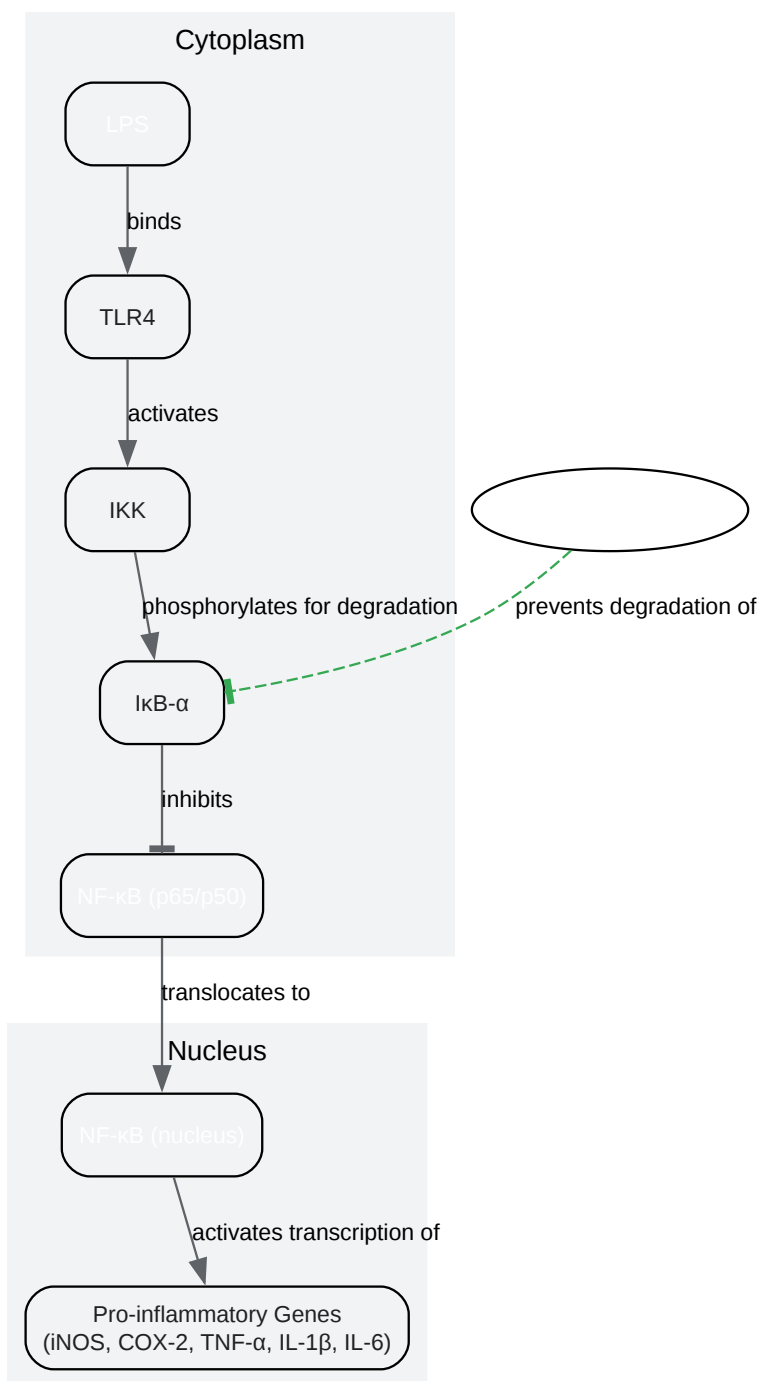 Cytoplasm
LPS
binds
TLR4
activates
IKK
phosphorylates for degradation
prevents degradation of
IκB-α
inhibits
NF-κB (p65/p50)
translocates to
Nucleus
NF-κB (nucleus)
activates transcription of
Pro-inflammatory Genes
(iNOS, COX-2, TNF-α, IL-1β, IL-6)